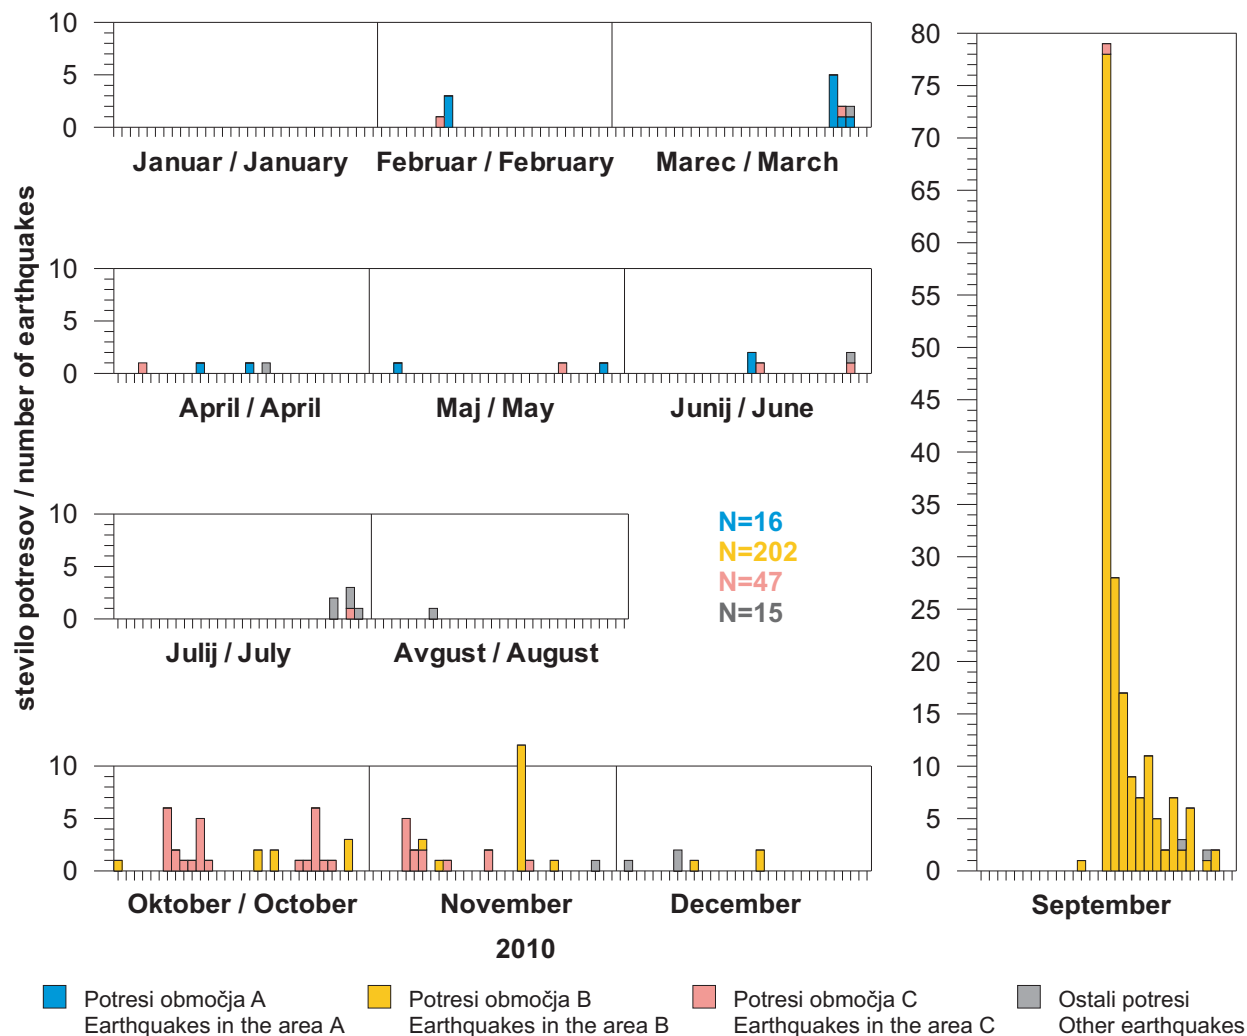 10
5
0
Januar / January
Februar / February
Marec / March
stevilo potresov / number of earthquakes
10
5
0
April / April
Maj / May
Junij / June
10
5
0
Julij / July
Avgust / August
N=16
N=202
N=47
N=15
10
5
0
Oktober / October
November
December
2010
80
75
70
65
60
55
50
45
40
35
30
25
20
15
10
5
0
September
Potresi območja A
Earthquakes in the area A
Potresi območja B
Earthquakes in the area B
Potresi območja C
Earthquakes in the area C
Ostali potresi
Other earthquakes